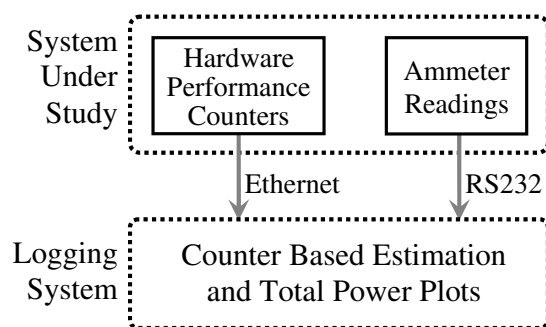 System
Under
Study
Hardware
Performance
Counters
Ammeter
Readings
Ethernet
RS232
Logging
System
Counter Based Estimation
and Total Power Plots